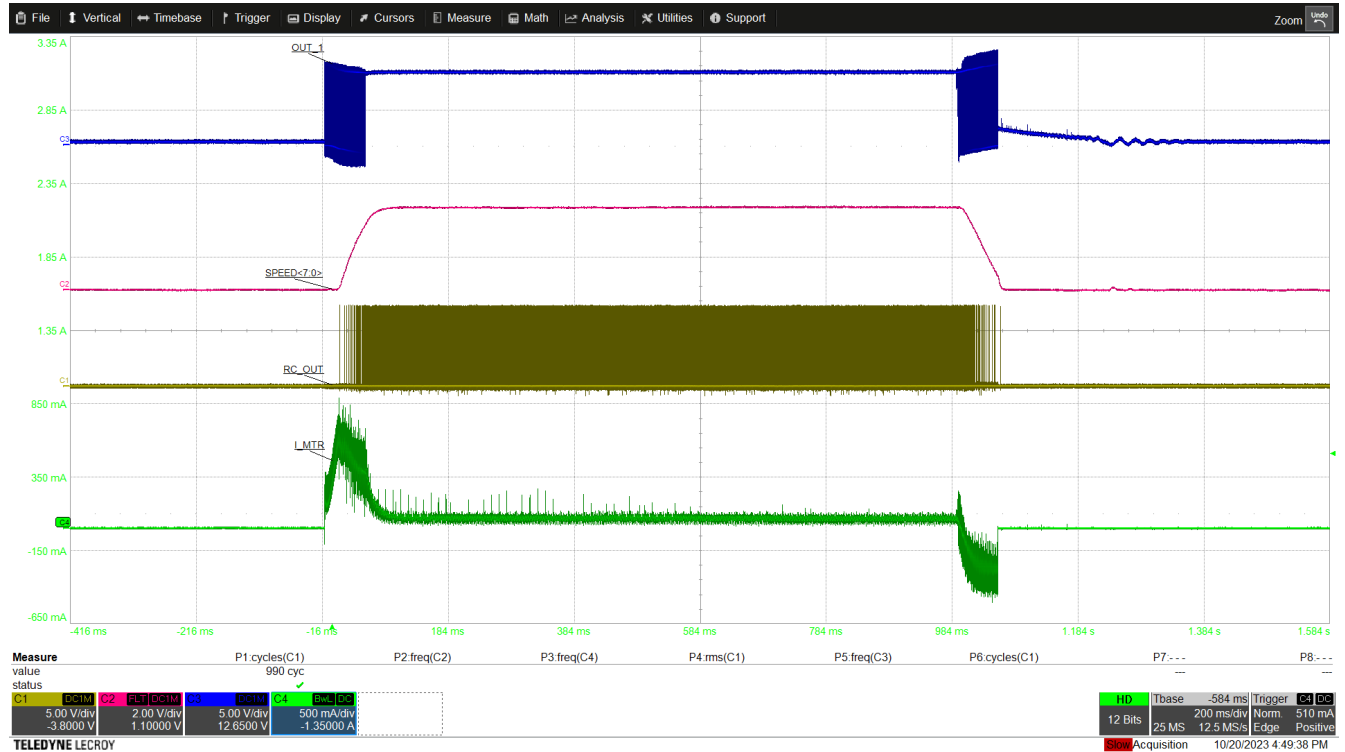 File Vertical Timebase Trigger Display Cursors Measure Math Analysis Utilities Support Zoom Undo
3.35 A
OUT_1
2.85 A
C3
2.35 A
1.85 A
SPEED<7:0>
C2
1.35 A
RC_OUT
C1
850 mA
I_MTR
350 mA
C4
-150 mA
-650 mA
-416 ms -216 ms -16 ms 184 ms 384 ms 584 ms 784 ms 984 ms 1.184 s 1.384 s 1.584 s
Measure P1:cycles(C1) P2:freq(C2) P3:freq(C4) P4:rms(C1) P5:freq(C3) P6:cycles(C1) P7:- - - P8:- - -
value 990 cyc --- ---
status
C1 DC1M C2 FLT DC1M C3 DC1M C4 BwL DC HD Tbase -584 ms Trigger C4 DC
5.00 V/div 2.00 V/div 5.00 V/div 500 mA/div 12 Bits 200 ms/div Norm. 510 mA
-3.8000 V 1.10000 V 12.6500 V -1.35000 A 25 MS 12.5 MS/s Edge Positive
TELEDYNE LECROY Slow Acquisition 10/20/2023 4:49:38 PM